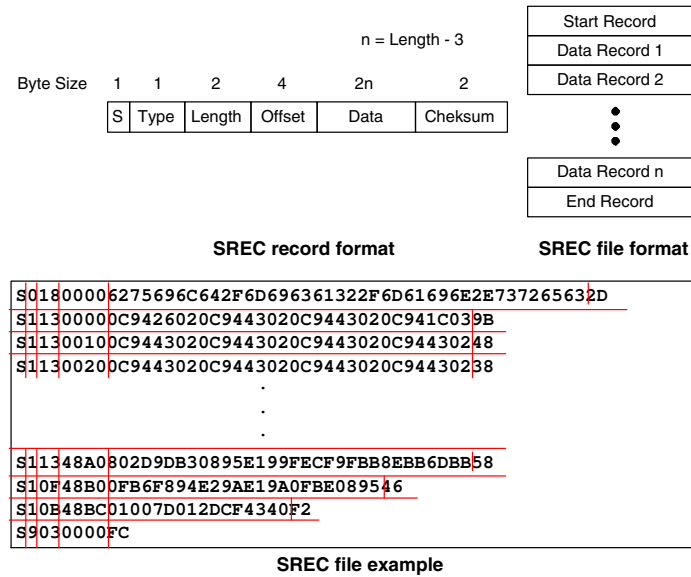 n = Length - 3
Byte Size 1 1 2 4 2n 2
S Type Length Offset Data Cheksum
Start Record
Data Record 1
Data Record 2
Data Record n
End Record
SREC record format
SREC file format
S01800006275696C642F6D696361322F6D61696E2E737265632D
S11300000C9426020C9443020C9443020C941C039B
S11300100C9443020C9443020C9443020C94430248
S11300200C9443020C9443020C9443020C94430238
.
.
.
S11348A0802D9DB30895E199FECF9FBB8EBB6DBB58
S10F48B00FB6F894E29AE19A0FBE089546
S10B48BC01007D012DCF4340F2
S9030000FC
SREC file example